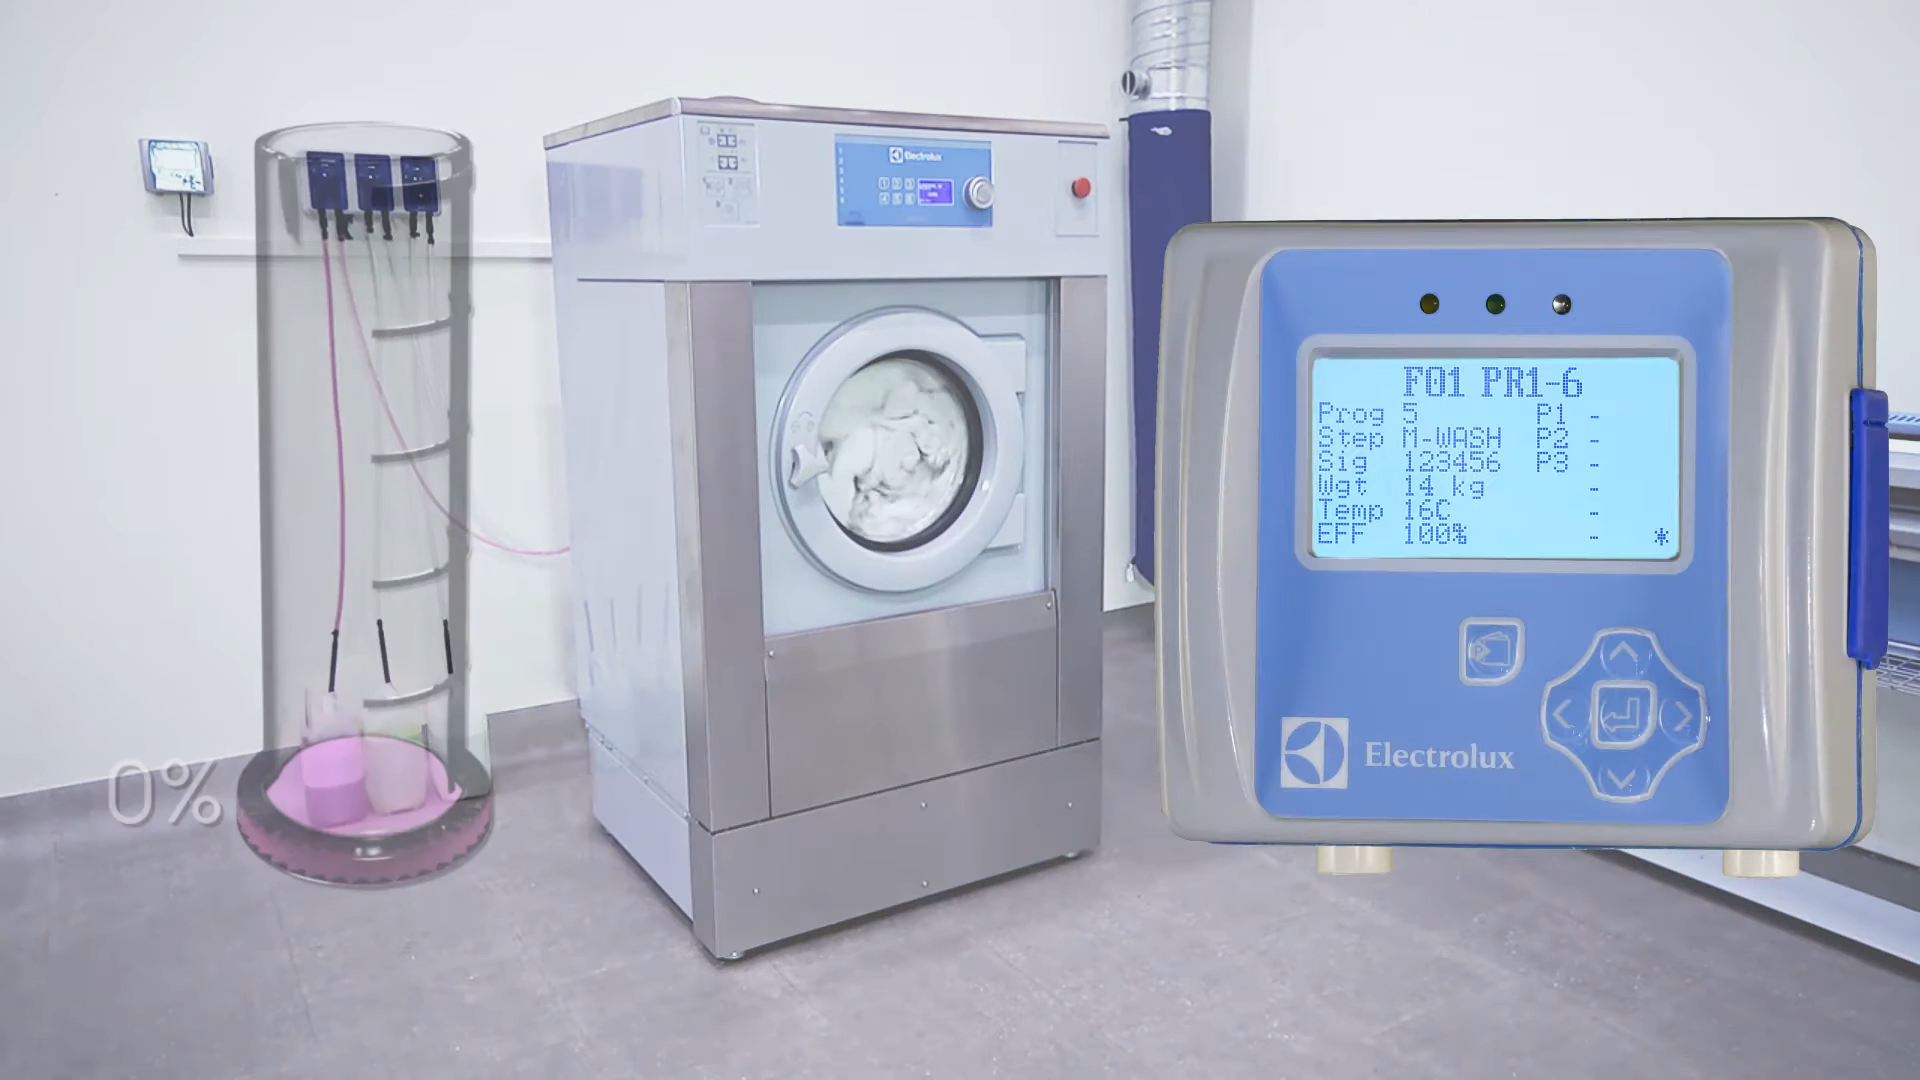 Electrolux
F01 PR1-6
Prog 5 P1 -
Step M-WASH P2 -
Sig 123456 P3 -
Wgt 14 kg -
Temp 16C -
EFF 100% - *
P
Electrolux
0%